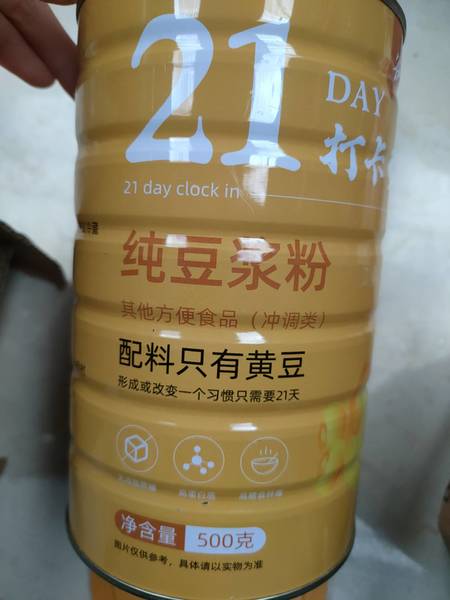 21
DAY
打卡
21 day clock in
纯豆浆粉
其他方便食品（冲调类）
配料只有黄豆
形成或改变一个习惯只需要21天
净含量 500克
图片仅供参考，具体请以实物为准